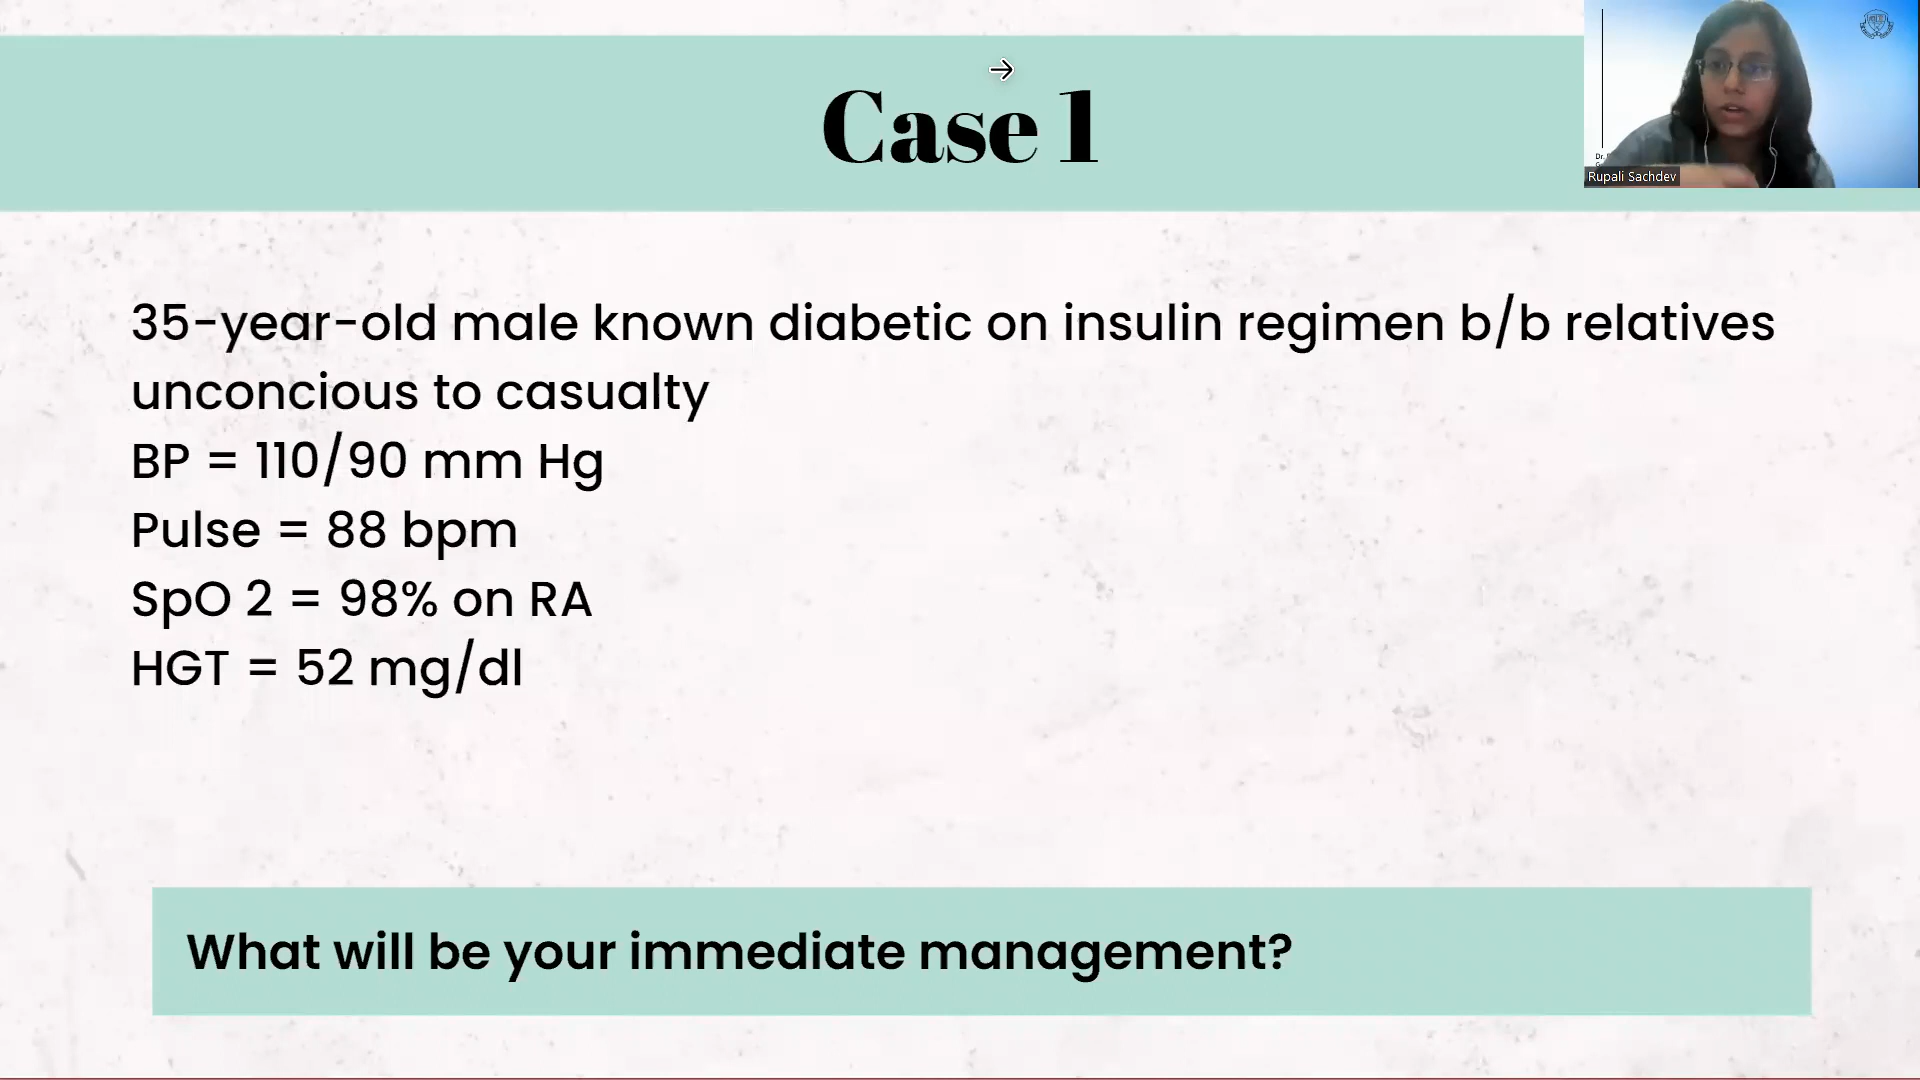 Case 1
Rupali Sachdev
35-year-old male known diabetic on insulin regimen b/b relatives
unconcious to casualty
BP = 110/90 mm Hg
Pulse = 88 bpm
SpO 2 = 98% on RA
HGT = 52 mg/dl
What will be your immediate management?